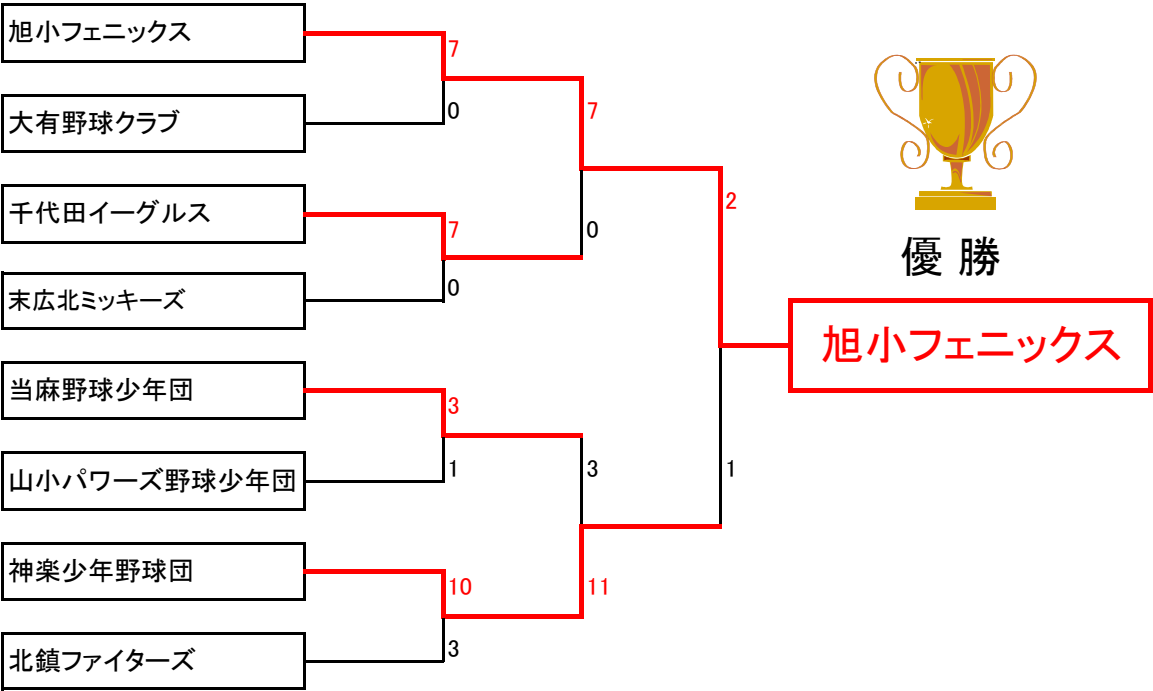 旭小フェニックス
7
0
大有野球クラブ
7
千代田イーグルス
7
0
0
末広北ミッキーズ
2
優勝
旭小フェニックス
当麻野球少年団
3
1
山小パワーズ野球少年団
3
1
神楽少年野球団
10
11
3
北鎮ファイターズ